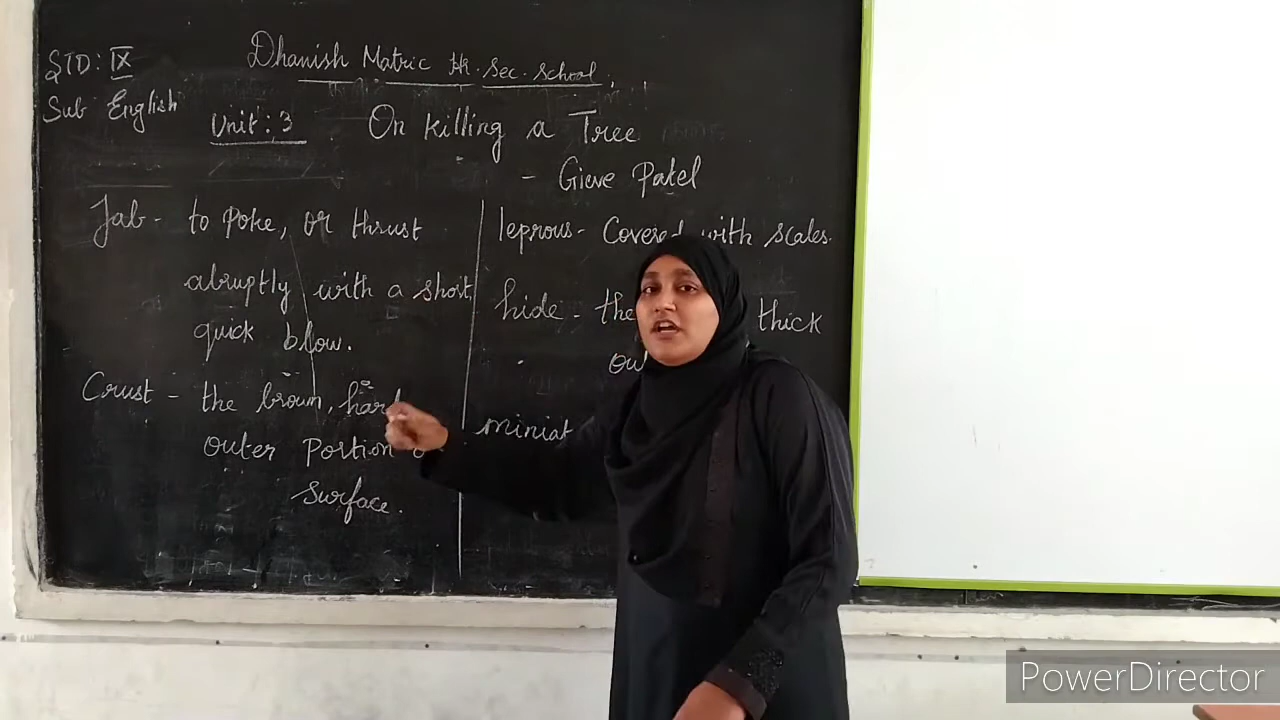 STD: IX
Dhanish Matric Hr. Sec. School,
Sub English
Unit: 3 On killing a Tree
- Gieve Patel
Jab - to poke, or thrust
abruptly with a short,
quick blow.
Crust - the brown, hard
outer Portion
surface.
leprous - Covered with scales.
hide - the thick
miniat
PowerDirector